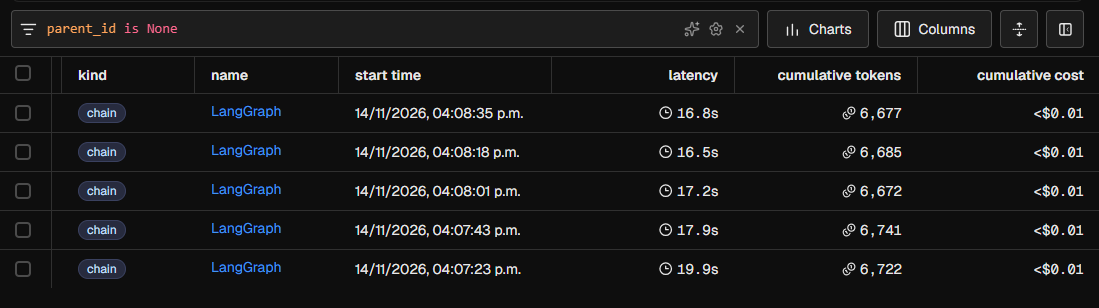 parent_id is None
Charts
Columns
kind name start time latency cumulative tokens cumulative cost
chain LangGraph 14/11/2026, 04:08:35 p.m. 16.8s 6,677 <$0.01
chain LangGraph 14/11/2026, 04:08:18 p.m. 16.5s 6,685 <$0.01
chain LangGraph 14/11/2026, 04:08:01 p.m. 17.2s 6,672 <$0.01
chain LangGraph 14/11/2026, 04:07:43 p.m. 17.9s 6,741 <$0.01
chain LangGraph 14/11/2026, 04:07:23 p.m. 19.9s 6,722 <$0.01